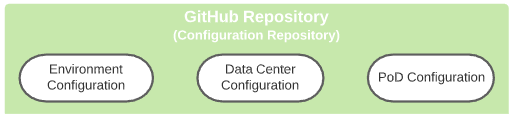 GitHub Repository
(Configuration Repository)
Environment
Configuration
Data Center
Configuration
PoD Configuration